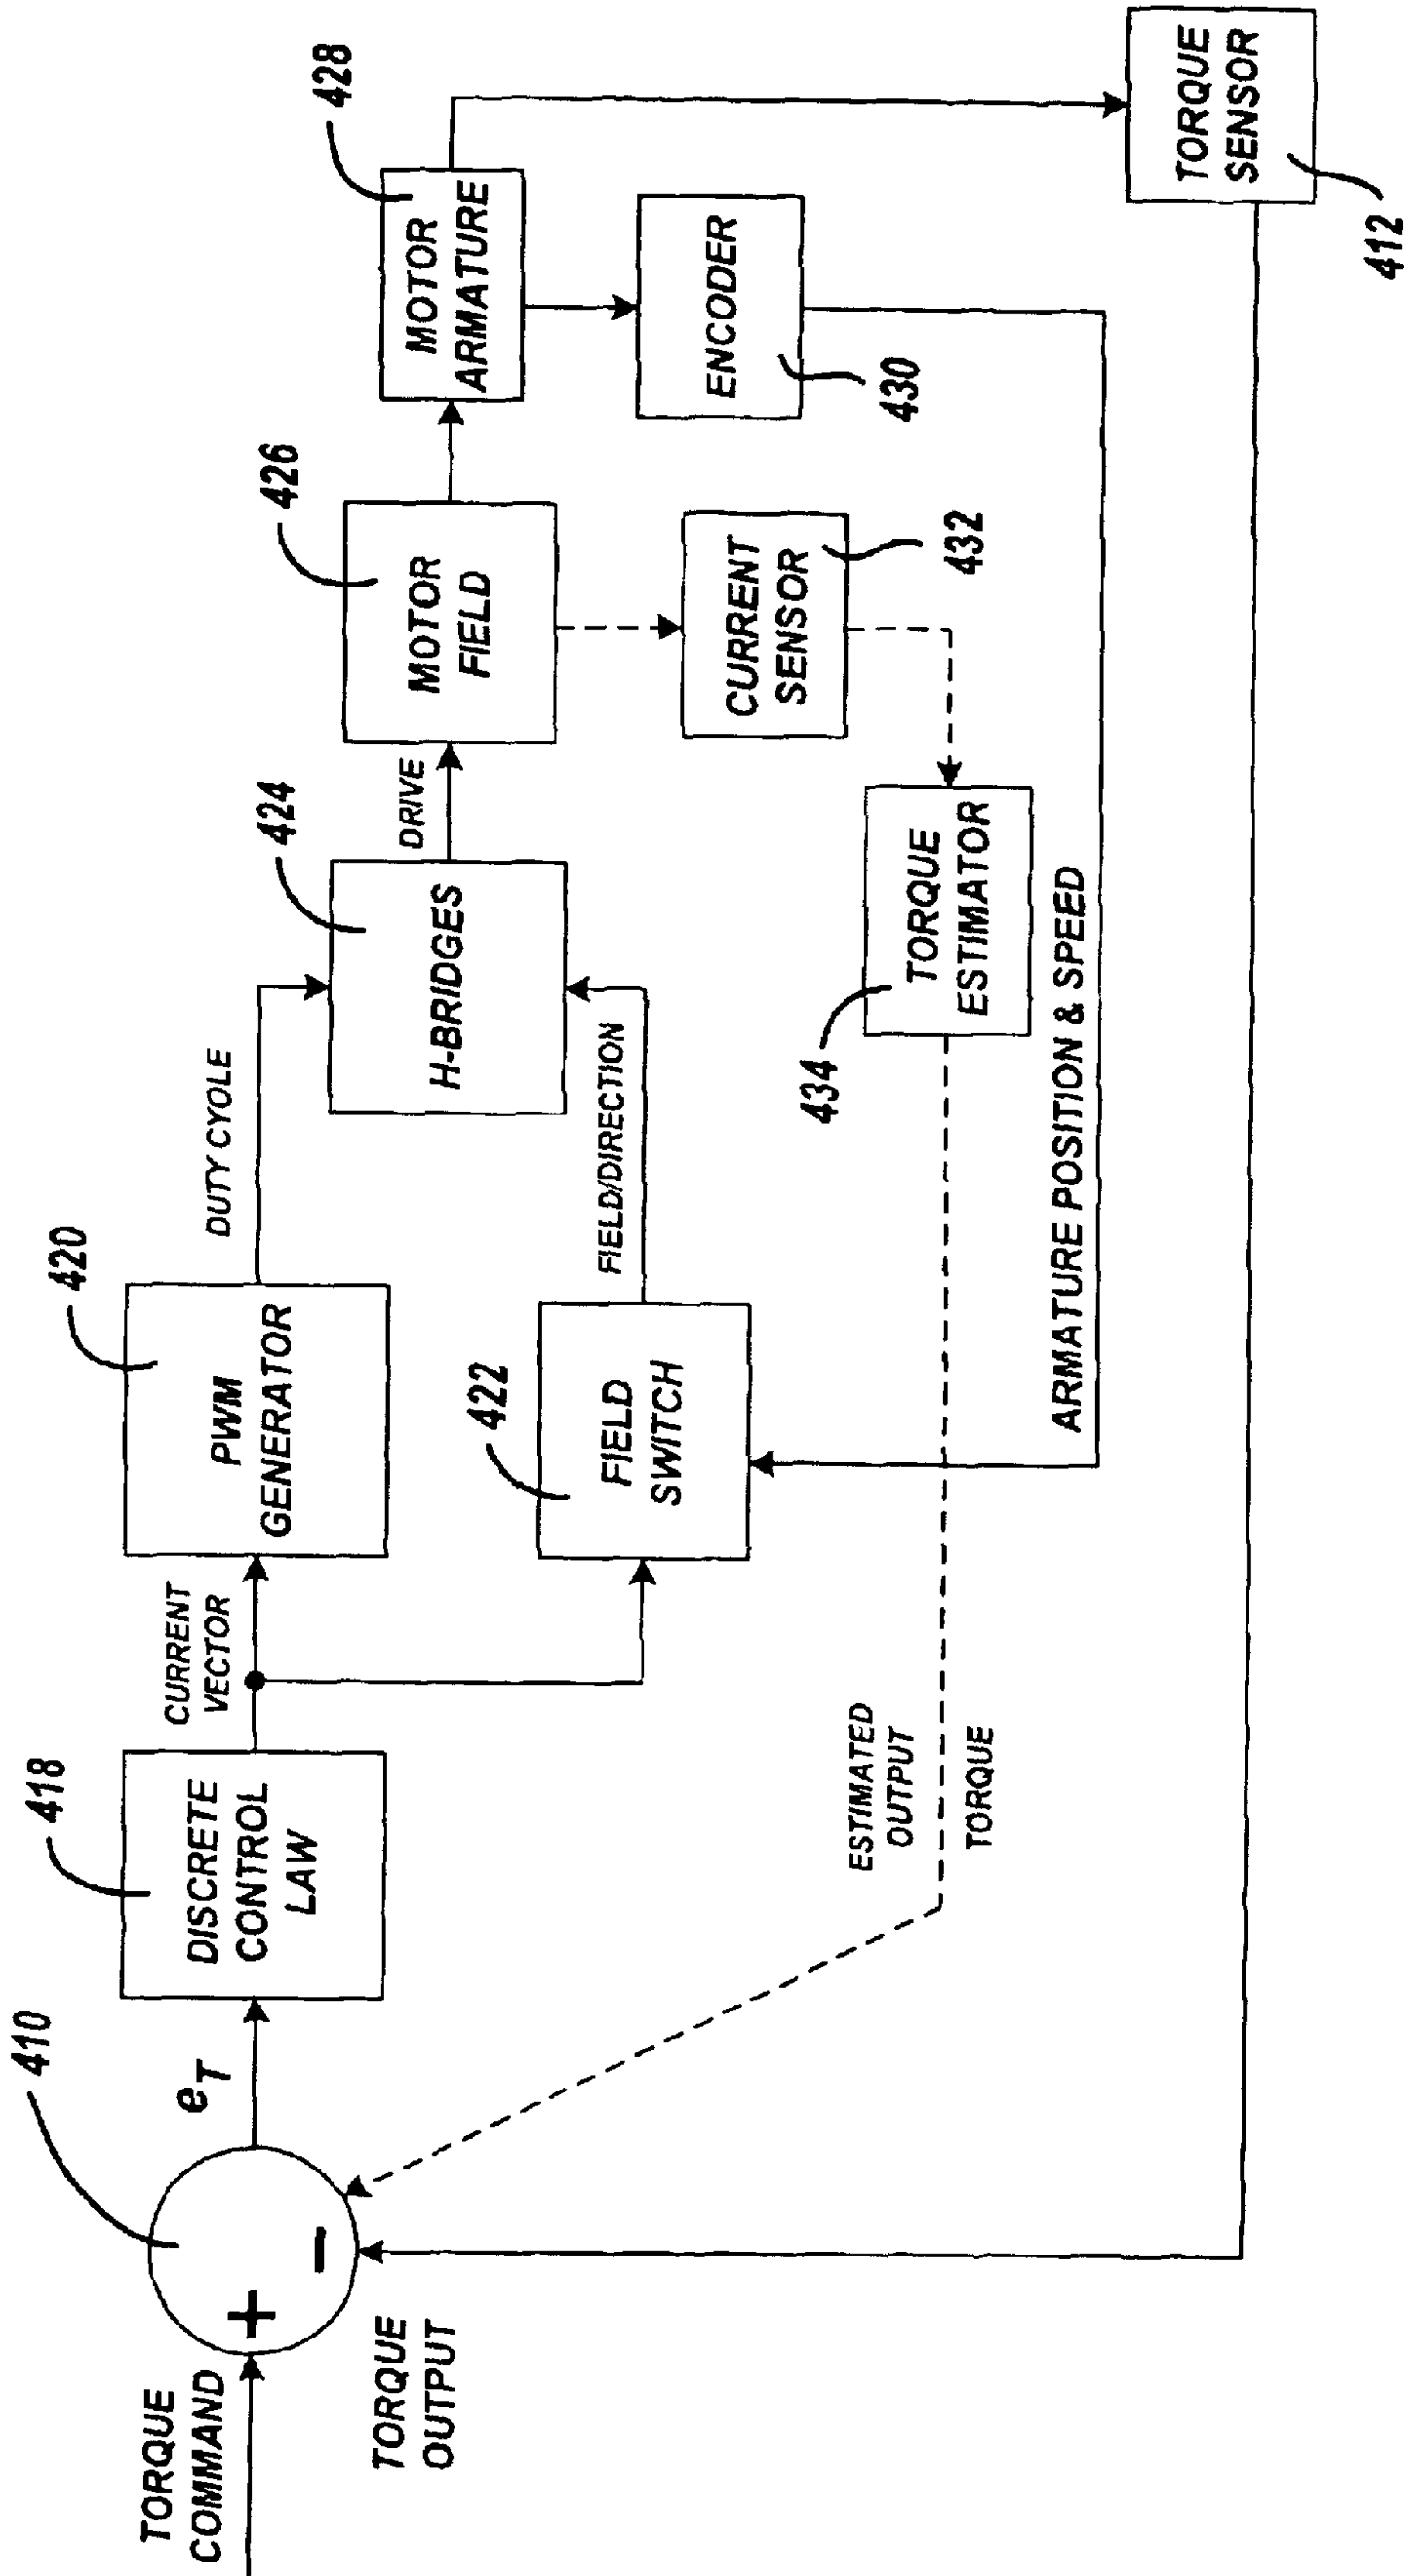 TORQUE
COMMAND
TORQUE
OUTPUT
+
−
410
eT
418
DISCRETE
CONTROL
LAW
CURRENT
VECTOR
420
PWM
GENERATOR
DUTY CYOLE
422
FIELD
SWITCH
FIELD/DIRECTION
424
H-BRIDGES
DRIVE
426
MOTOR
FIELD
428
MOTOR
ARMATURE
ENCODER
430
CURRENT
SENSOR
432
TORQUE
ESTIMATOR
434
ESTIMATED
OUTPUT
TORQUE
ARMATURE POSITION & SPEED
TORQUE
SENSOR
412